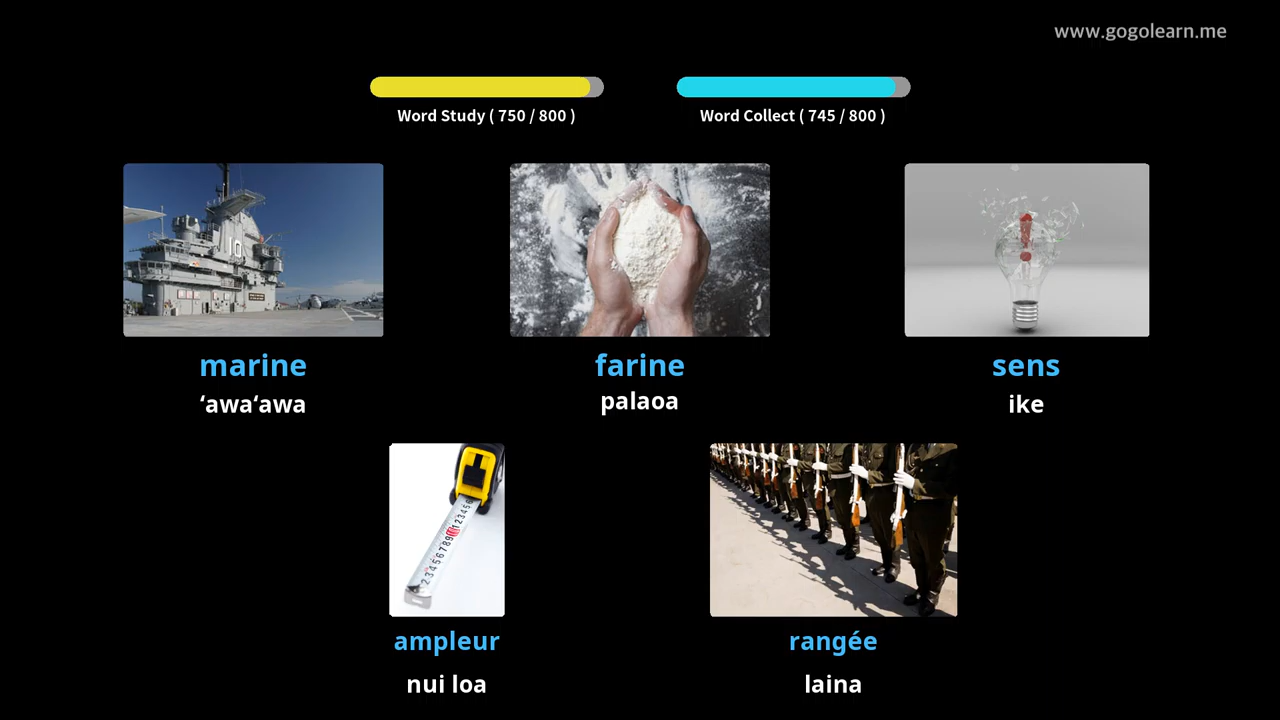 www.gogolearn.me
Word Study ( 750 / 800 )
Word Collect ( 745 / 800 )
10
marine
farine
sens
ʻawaʻawa
palaoa
ike
ampleur
rangée
nui loa
laina